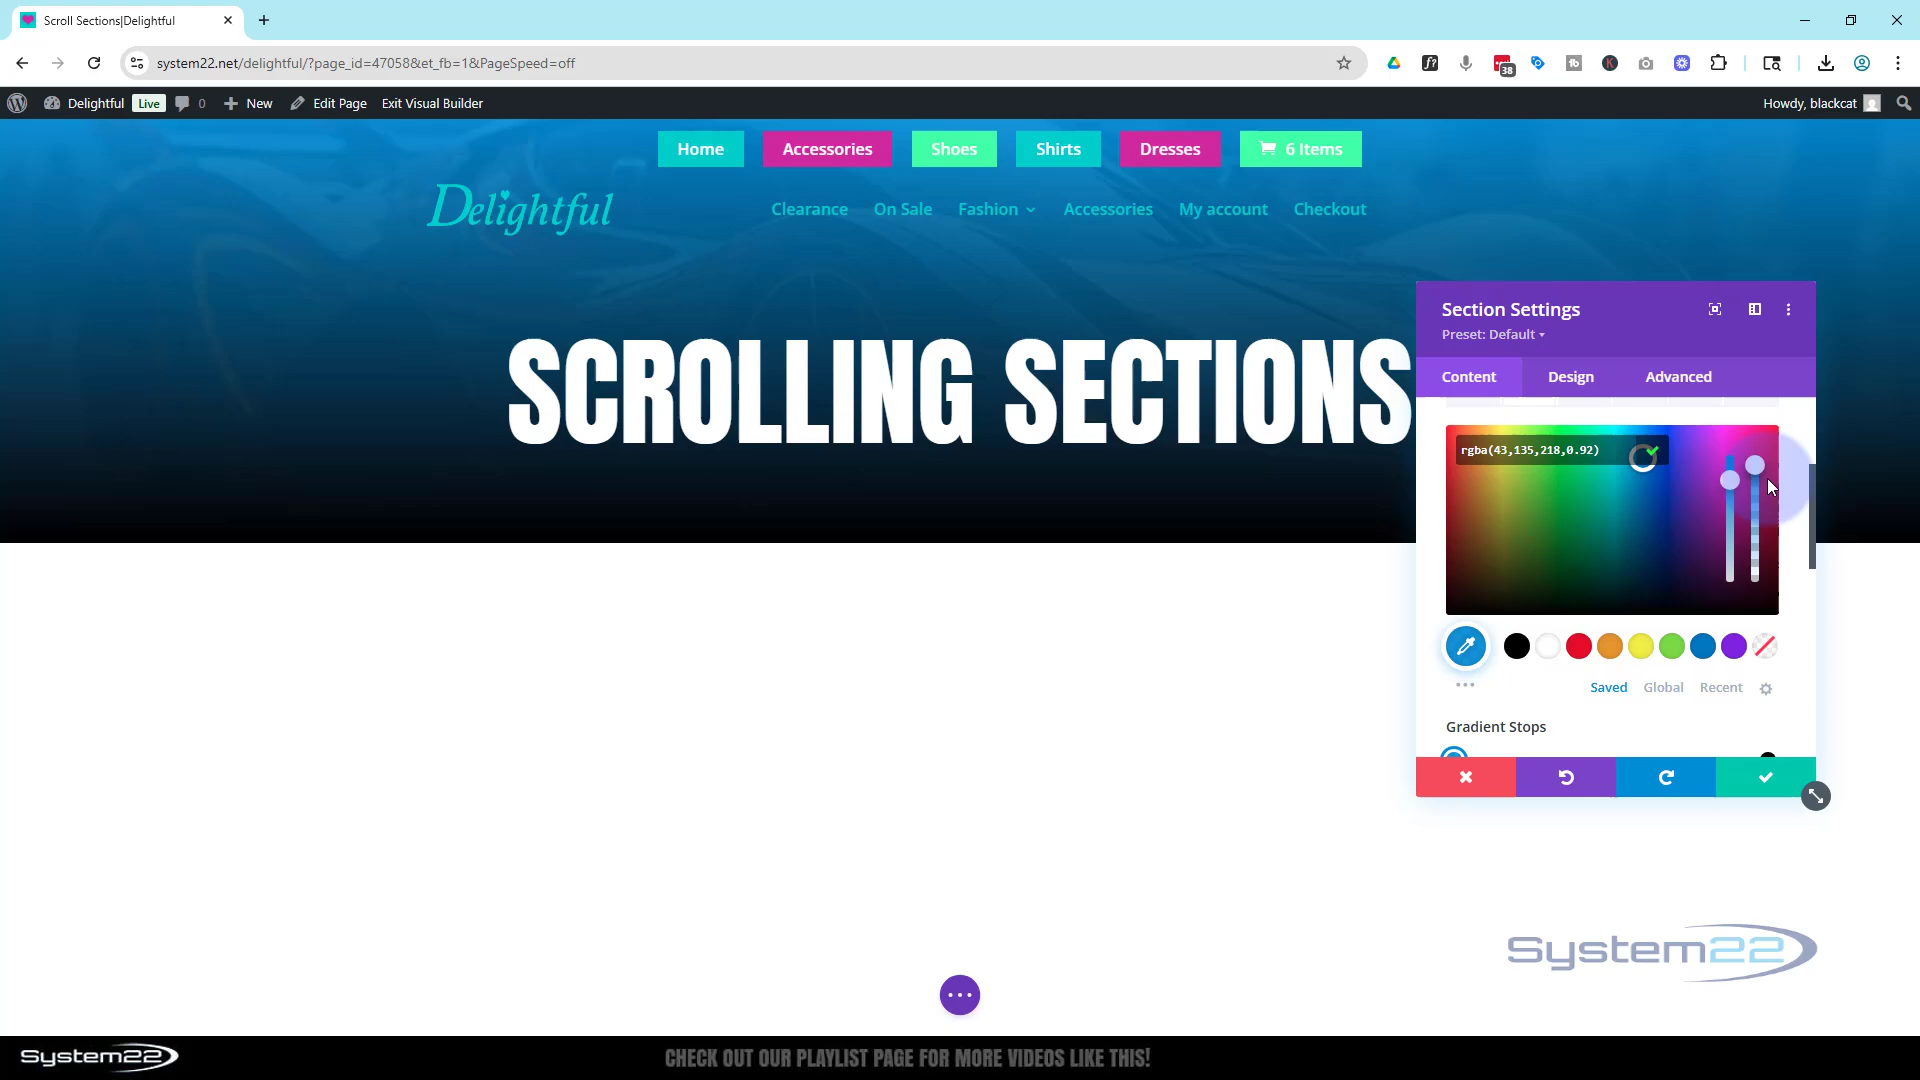 Scroll Sections|Delightful
system22.net/delightful/?page_id=47058&et_fb=1&PageSpeed=off
38
Delightful Live 0 New Edit Page Exit Visual Builder Howdy, blackcat
Home Accessories Shoes Shirts Dresses 6 Items
Delightful
Clearance On Sale Fashion Accessories My account Checkout
SCROLLING SECTIONS
Section Settings
Preset: Default
Content Design Advanced
rgba(43,135,218,0.92)
Saved Global Recent
Gradient Stops
System22
System22
CHECK OUT OUR PLAYLIST PAGE FOR MORE VIDEOS LIKE THIS!